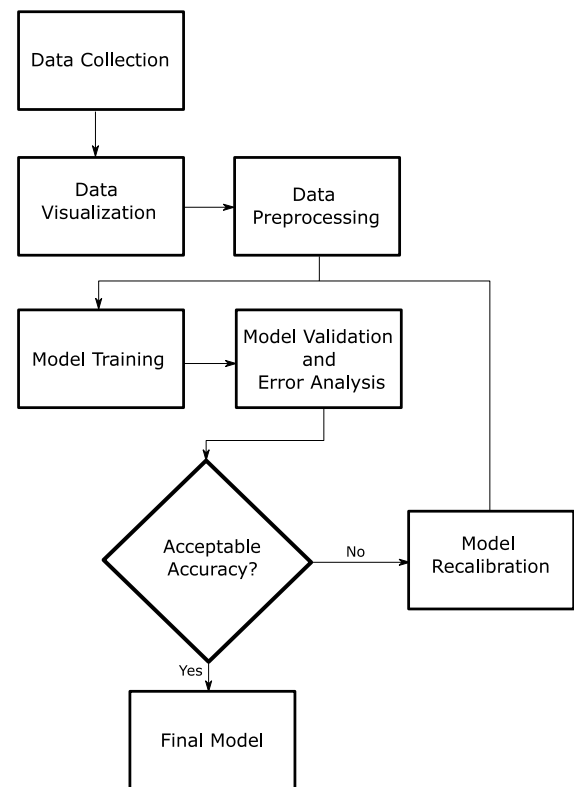 Data Collection
Data
Visualization
Data
Preprocessing
Model Training
Model Validation
and
Error Analysis
Acceptable
Accuracy?
No
Model
Recalibration
Yes
Final Model